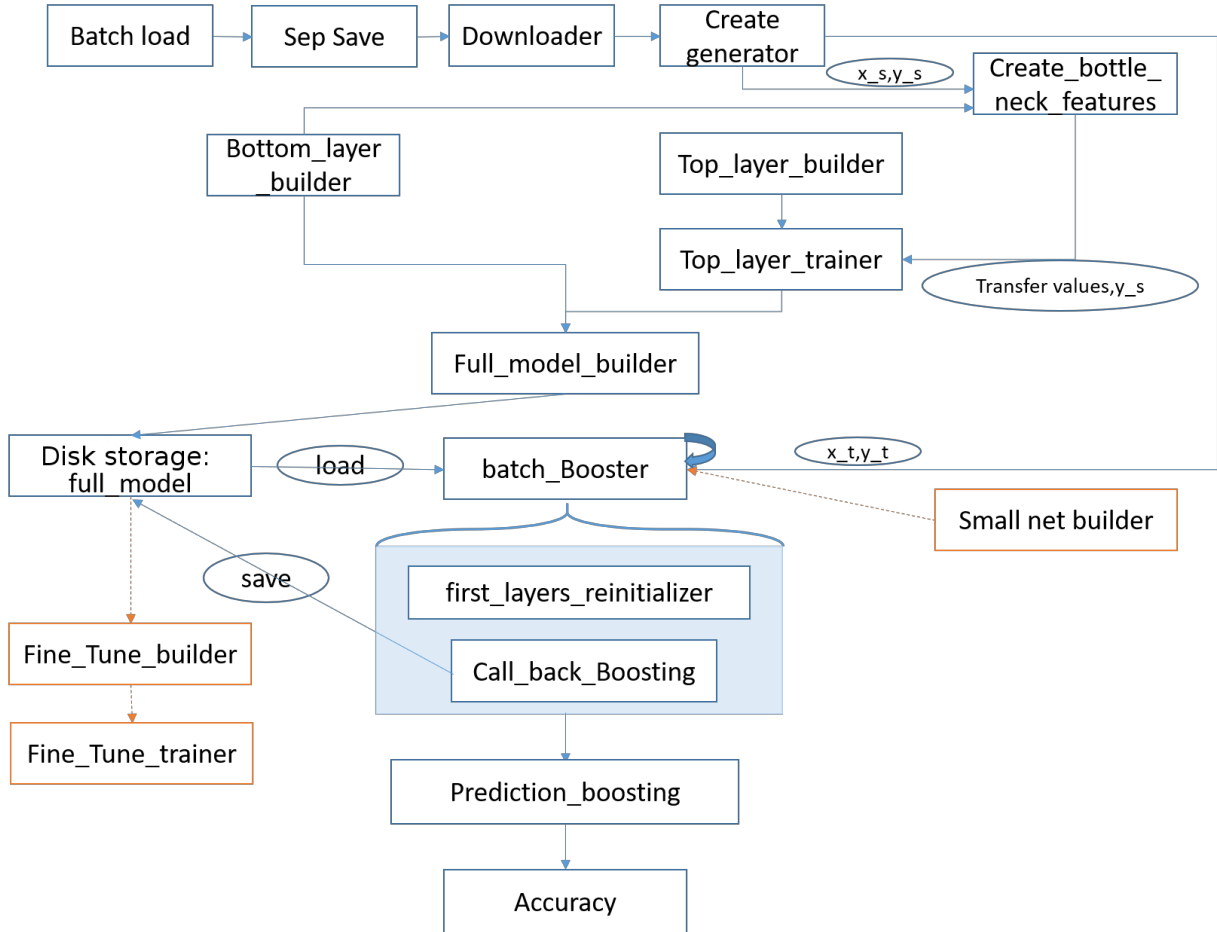 Batch load
Sep Save
Downloader
Create
generator
x_s,y_s
Create_bottle_
neck_features
Bottom_layer
_builder
Top_layer_builder
Top_layer_trainer
Transfer values,y_s
Full_model_builder
Disk storage:
full_model
load
batch_Booster
x_t,y_t
Small net builder
save
first_layers_reinitializer
Call_back_Boosting
Fine_Tune_builder
Fine_Tune_trainer
Prediction_boosting
Accuracy